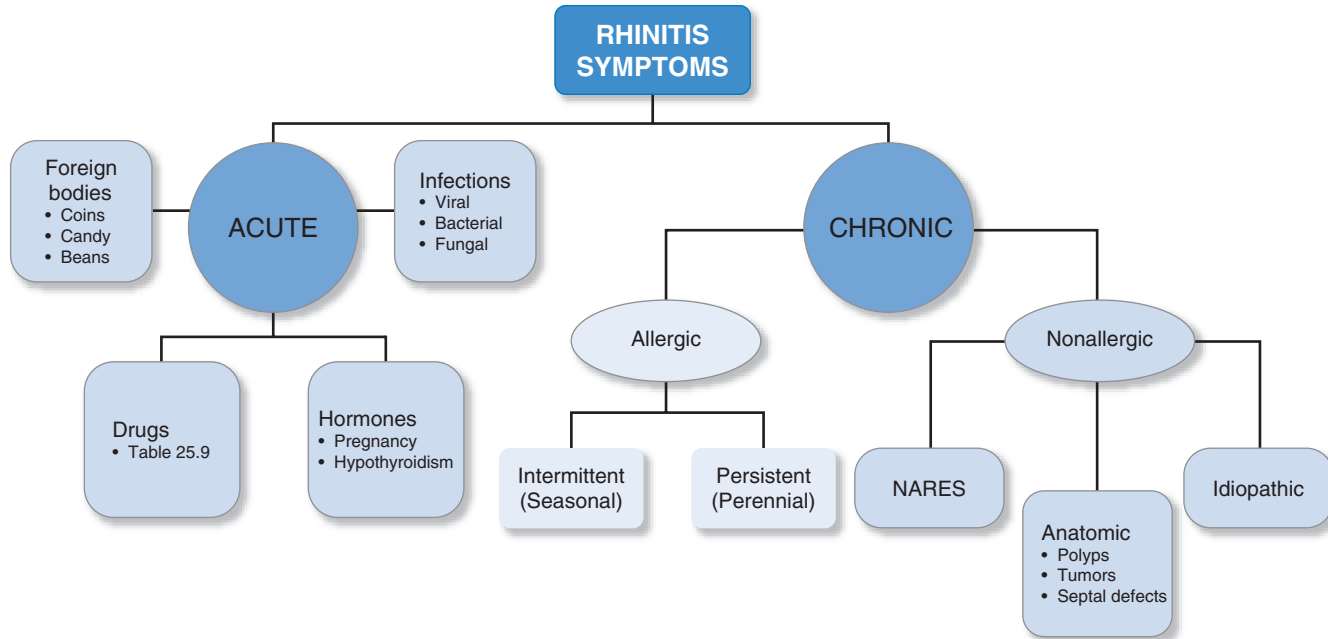 RHINITIS
SYMPTOMS
Foreign
bodies
• Coins
• Candy
• Beans
ACUTE
Infections
• Viral
• Bacterial
• Fungal
Drugs
• Table 25.9
Hormones
• Pregnancy
• Hypothyroidism
CHRONIC
Allergic
Intermittent
(Seasonal)
Persistent
(Perennial)
Nonallergic
NARES
Anatomic
• Polyps
• Tumors
• Septal defects
Idiopathic